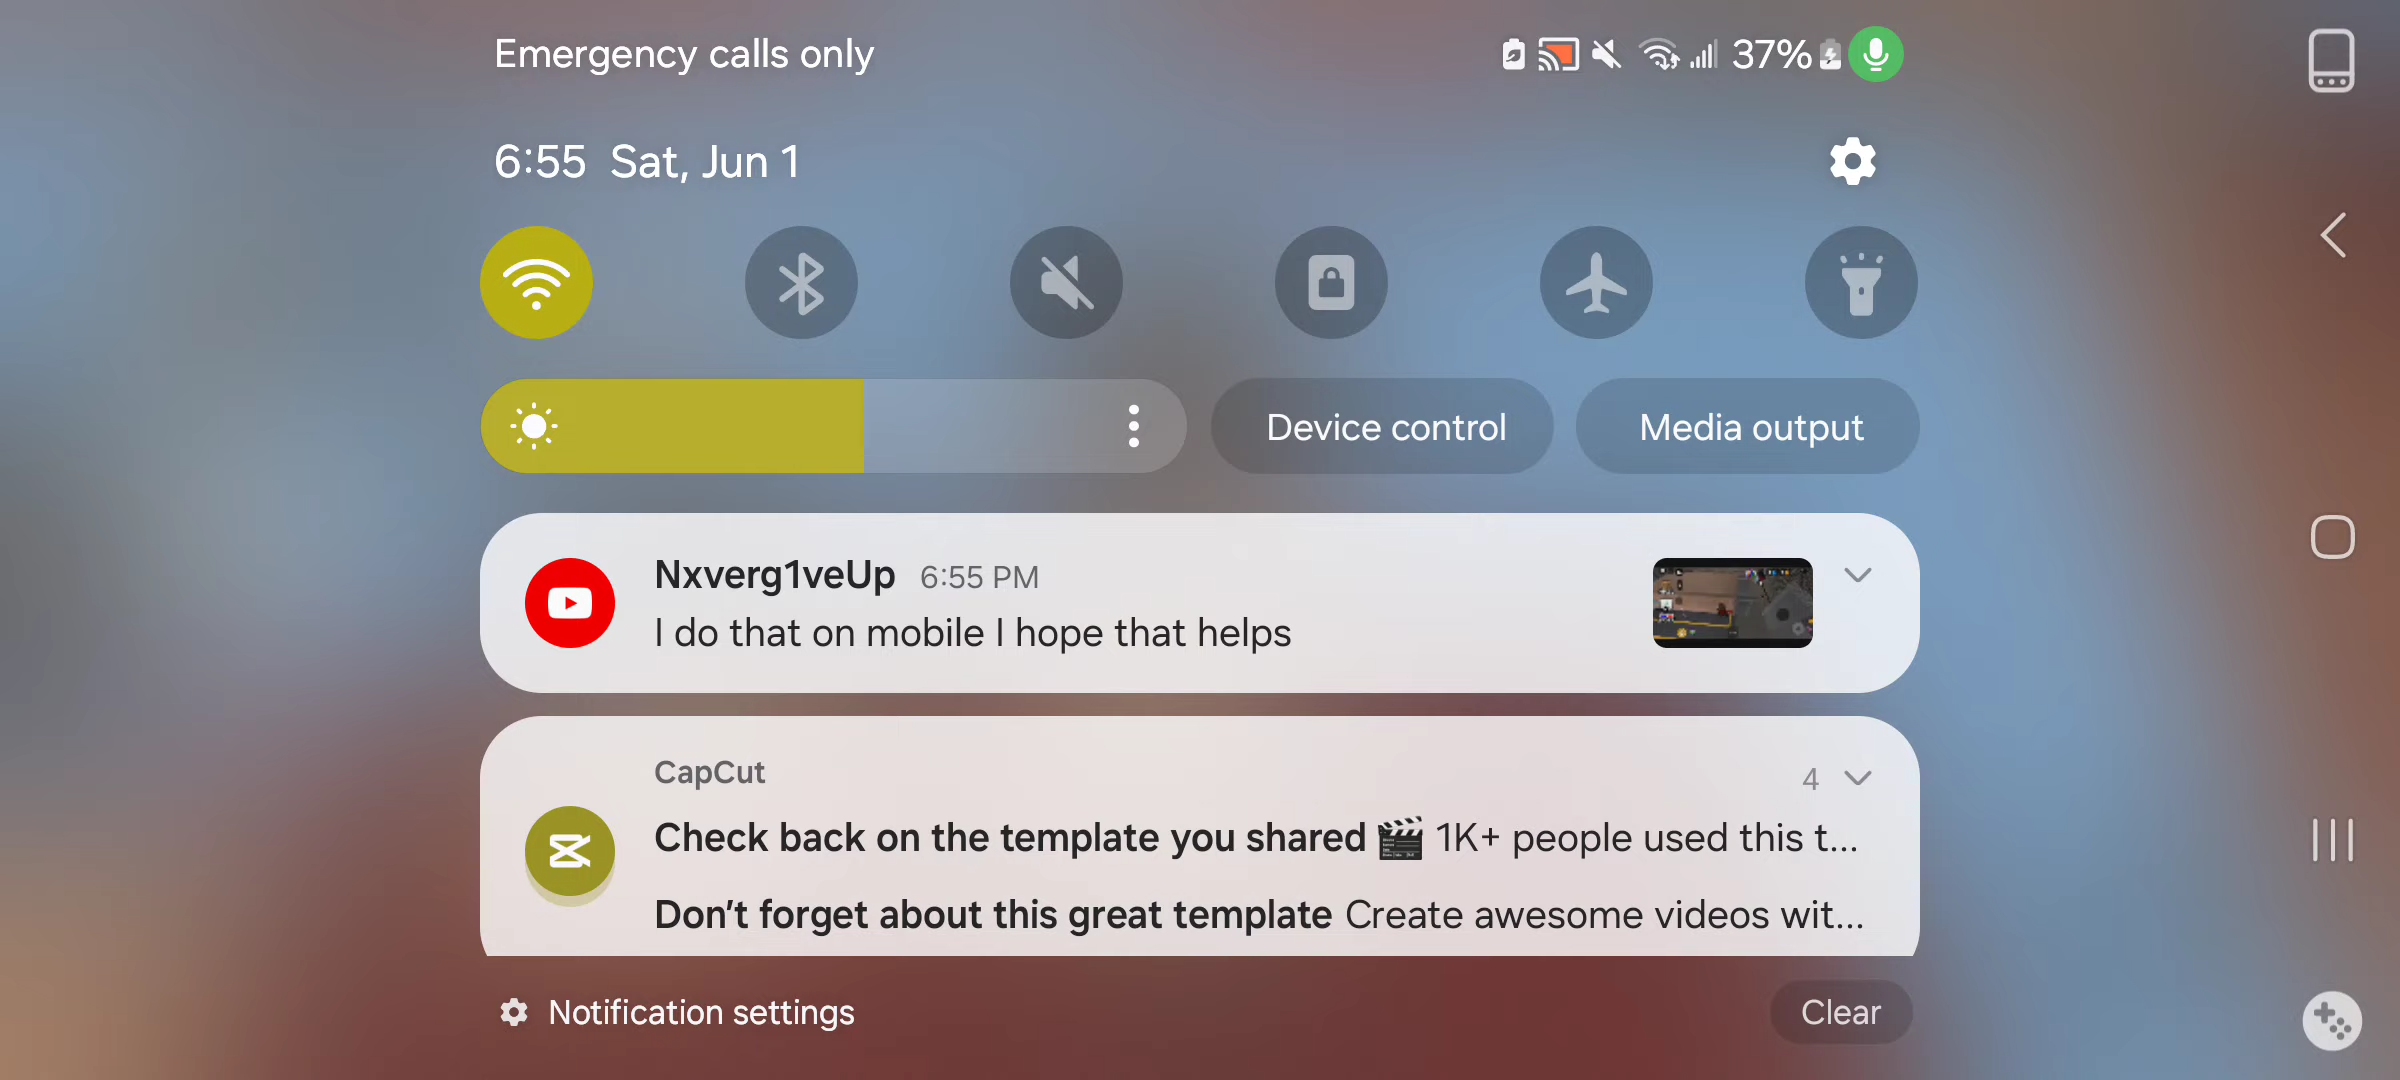 Emergency calls only
37%
6:55 Sat, Jun 1
Device control
Media output
Nxverg1veUp 6:55 PM
I do that on mobile I hope that helps
CapCut
4
Check back on the template you shared 🎬 1K+ people used this t...
Don't forget about this great template Create awesome videos wit...
Notification settings
Clear